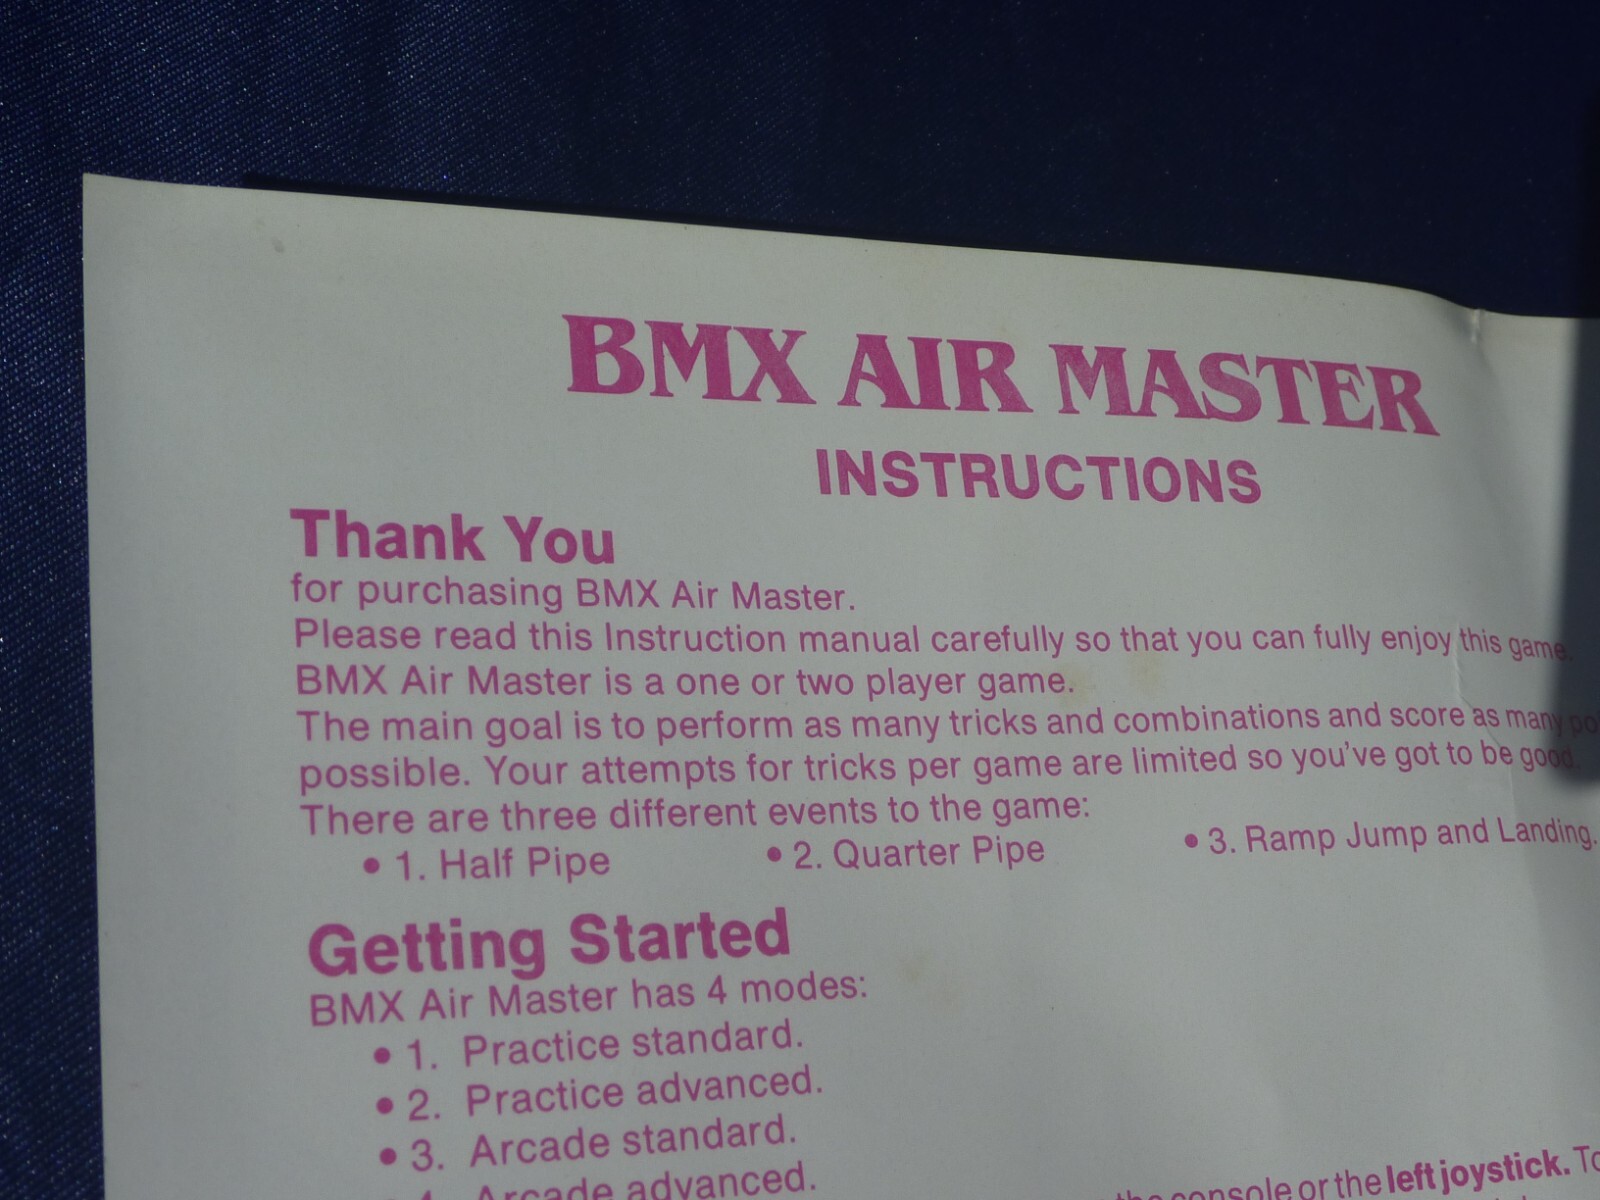 BMX AIR MASTER
INSTRUCTIONS
Thank You
for purchasing BMX Air Master.
Please read this Instruction manual carefully so that you can fully enjoy this game.
BMX Air Master is a one or two player game.
The main goal is to perform as many tricks and combinations and score as many
possible. Your attempts for tricks per game are limited so you've got to be good.
There are three different events to the game:
• 1. Half Pipe • 2. Quarter Pipe • 3. Ramp Jump and Landing.
Getting Started
BMX Air Master has 4 modes:
• 1. Practice standard.
• 2. Practice advanced.
• 3. Arcade standard.
Arcade advanced.
the console or the left joystick.